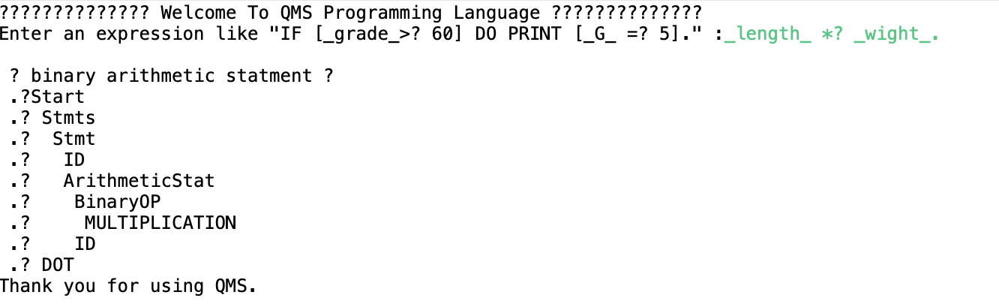 ?????????????? Welcome To QMS Programming Language ??????????????
Enter an expression like "IF [_grade_>? 60] DO PRINT [_G_ =? 5]." :_length_ *? _wight_.
? binary arithmetic statment ?
.?Start
.? Stmts
.?  Stmt
.?   ID
.?   ArithmeticStat
.?    BinaryOP
.?     MULTIPLICATION
.?    ID
.? DOT
Thank you for using QMS.